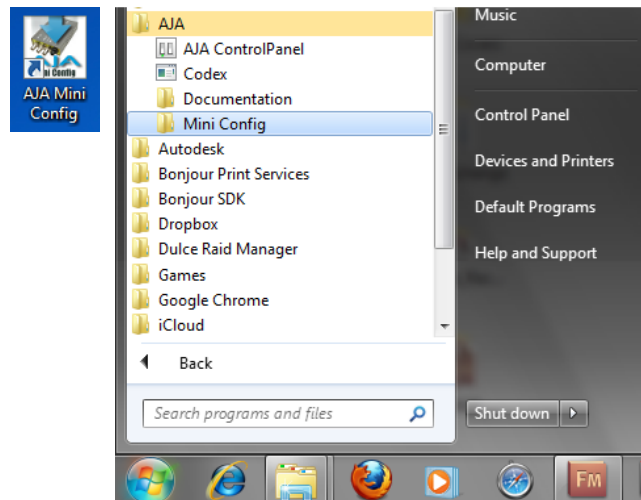 AJA Mini
Config
AJA
AJA ControlPanel
Codex
Documentation
Mini Config
Autodesk
Bonjour Print Services
Bonjour SDK
Dropbox
Dulce Raid Manager
Games
Google Chrome
iCloud
Back
Search programs and files
Music
Computer
Control Panel
Devices and Printers
Default Programs
Help and Support
Shut down
FM